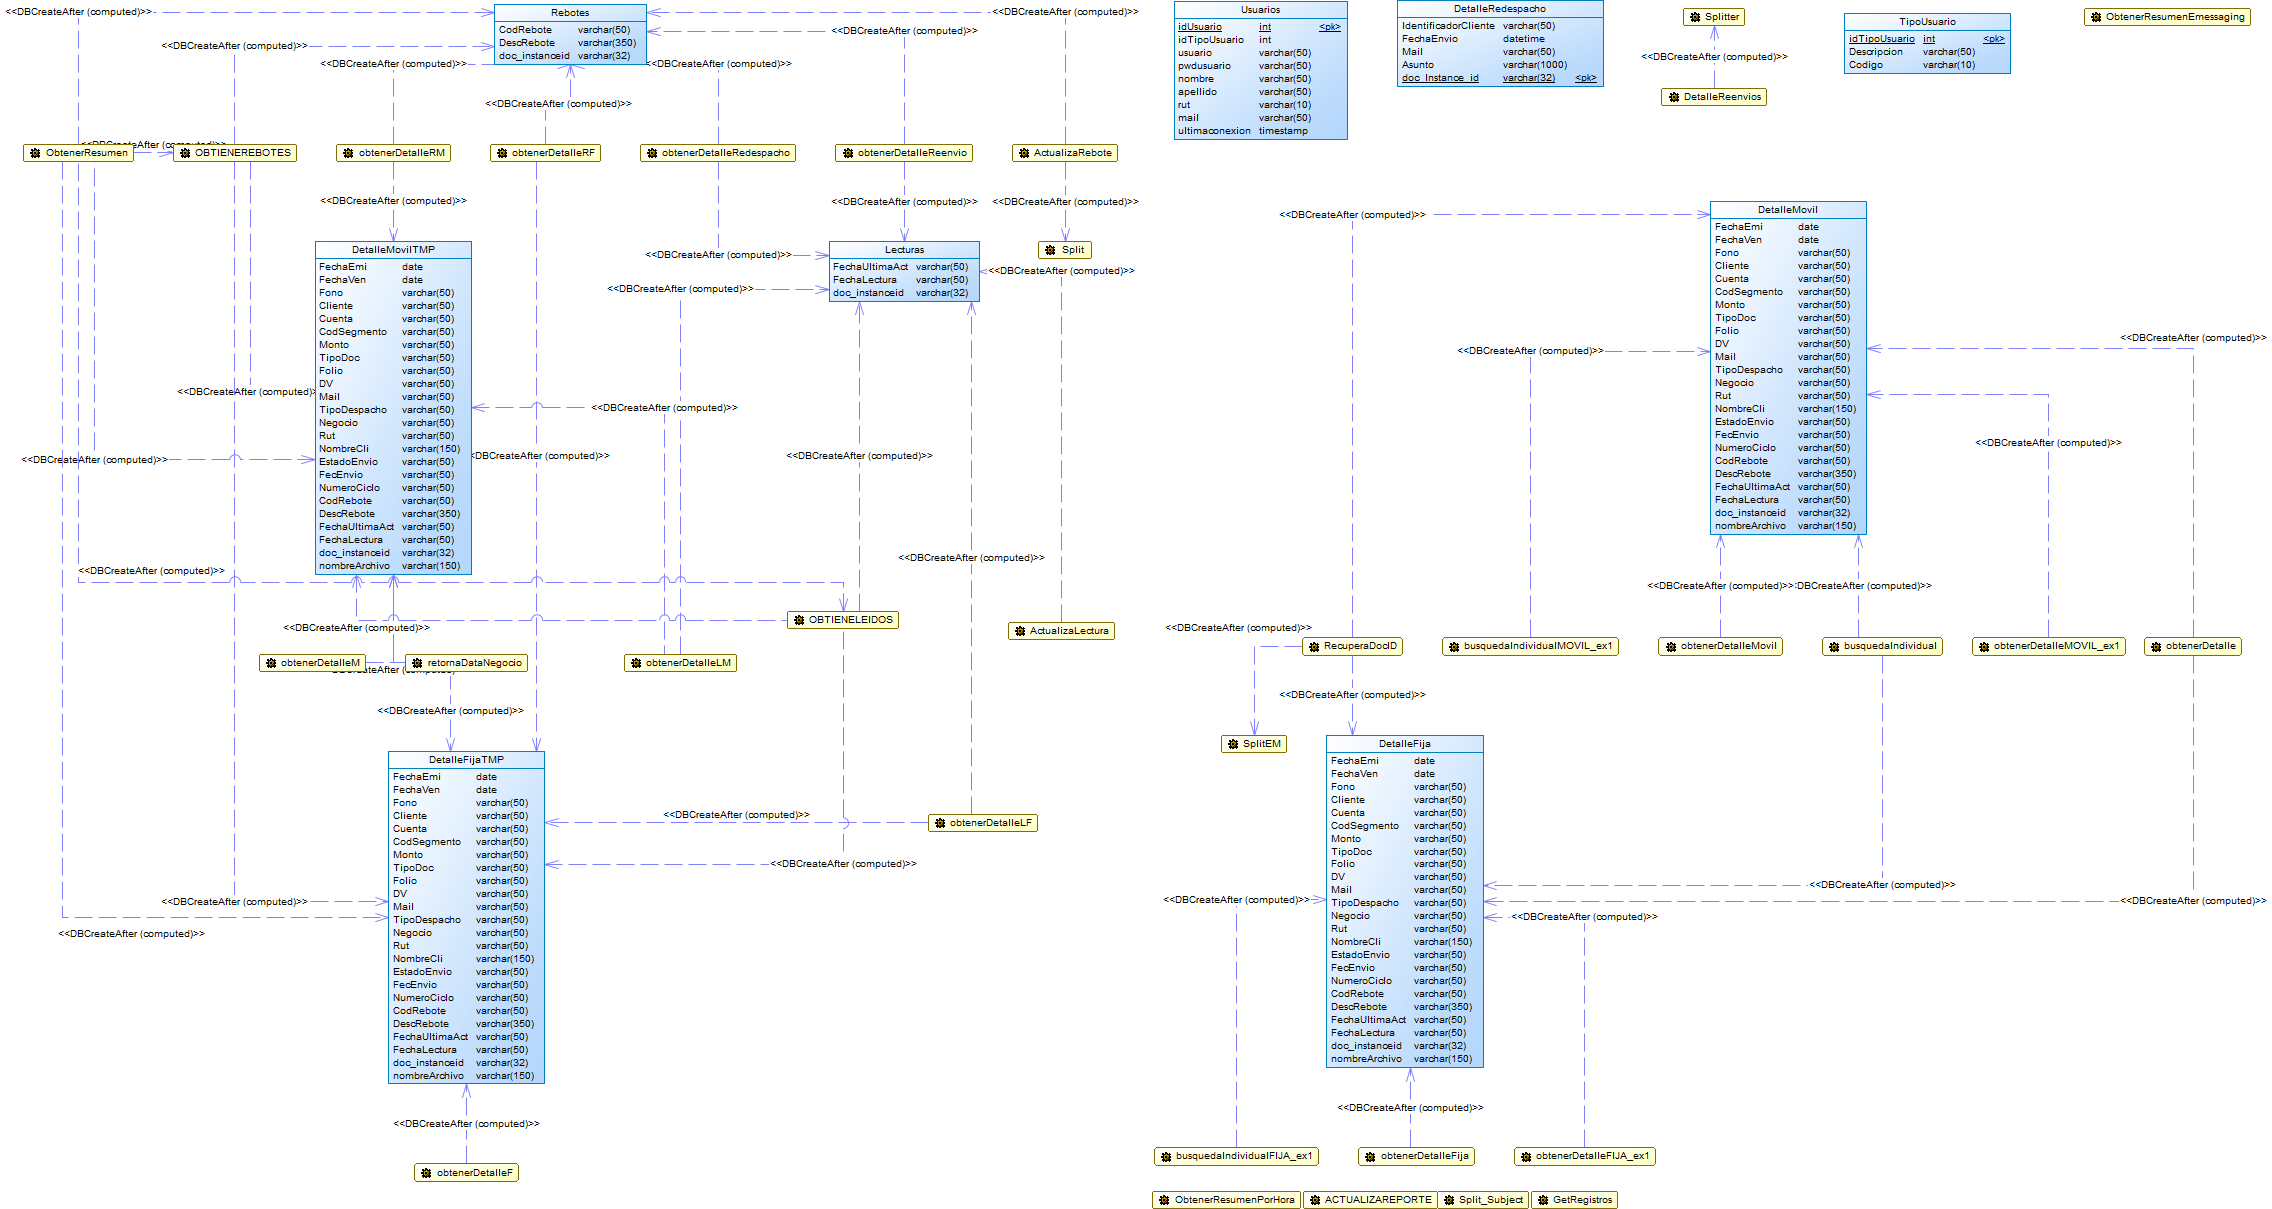 <<DBCreateAfter (computed)>>
Rebotes
CodRebote varchar(50)
DescRebote varchar(350)
doc_instanceid varchar(32)
<<DBCreateAfter (computed)>>
<<DBCreateAfter (computed)>>
<<DBCreateAfter (computed)>>
<<DBCreateAfter (computed)>>
<<DBCreateAfter (computed)>>
<<DBCreateAfter (computed)>>
<<DBCreateAfter (computed)>>
<<DBCreateAfter (computed)>>
ObtenerResumen
OBTIENEREBOTES
obtenerDetalleRM
obtenerDetalleRF
obtenerDetalleRedespacho
obtenerDetalleReenvio
ActualizaRebote
<<DBCreateAfter (computed)>>
<<DBCreateAfter (computed)>>
<<DBCreateAfter (computed)>>
DetalleMovilTMP
FechaEmi date
FechaVen date
Fono varchar(50)
Cliente varchar(50)
Cuenta varchar(50)
CodSegmento varchar(50)
Monto varchar(50)
TipoDoc varchar(50)
Folio varchar(50)
DV varchar(50)
Mail varchar(50)
TipoDespacho varchar(50)
Negocio varchar(50)
Rut varchar(50)
NombreCli varchar(150)
EstadoEnvio varchar(50)
FecEnvio varchar(50)
NumeroCiclo varchar(50)
CodRebote varchar(50)
DescRebote varchar(350)
FechaUltimaAct varchar(50)
FechaLectura varchar(50)
doc_instanceid varchar(32)
nombreArchivo varchar(150)
Lecturas
FechaUltimaAct varchar(50)
FechaLectura varchar(50)
doc_instanceid varchar(32)
Split
<<DBCreateAfter (computed)>>
<<DBCreateAfter (computed)>>
<<DBCreateAfter (computed)>>
<<DBCreateAfter (computed)>>
<<DBCreateAfter (computed)>>
<<DBCreateAfter (computed)>>
<<DBCreateAfter (computed)>>
<<DBCreateAfter (computed)>>
<<DBCreateAfter (computed)>>
<<DBCreateAfter (computed)>>
OBTIENELEIDOS
ActualizaLectura
<<DBCreateAfter (computed)>>
obtenerDetalleM
retornaDataNegocio
obtenerDetalleLM
<<DBCreateAfter (computed)>>
<<DBCreateAfter (computed)>>
DetalleFijaTMP
FechaEmi date
FechaVen date
Fono varchar(50)
Cliente varchar(50)
Cuenta varchar(50)
CodSegmento varchar(50)
Monto varchar(50)
TipoDoc varchar(50)
Folio varchar(50)
DV varchar(50)
Mail varchar(50)
TipoDespacho varchar(50)
Negocio varchar(50)
Rut varchar(50)
NombreCli varchar(150)
EstadoEnvio varchar(50)
FecEnvio varchar(50)
NumeroCiclo varchar(50)
CodRebote varchar(50)
DescRebote varchar(350)
FechaUltimaAct varchar(50)
FechaLectura varchar(50)
doc_instanceid varchar(32)
nombreArchivo varchar(150)
<<DBCreateAfter (computed)>>
obtenerDetalleLF
<<DBCreateAfter (computed)>>
<<DBCreateAfter (computed)>>
<<DBCreateAfter (computed)>>
<<DBCreateAfter (computed)>>
obtenerDetalleF
Usuarios
idUsuario int <pk>
idTipoUsuario int
usuario varchar(50)
pwdusuario varchar(50)
nombre varchar(50)
apellido varchar(50)
rut varchar(10)
mail varchar(50)
ultimaconexion timestamp
DetalleRedespacho
IdentificadorCliente varchar(50)
FechaEnvio datetime
Mail varchar(50)
Asunto varchar(1000)
doc_Instance_id varchar(32) <pk>
Splitter
<<DBCreateAfter (computed)>>
DetalleReenvios
TipoUsuario
idTipoUsuario int <pk>
Descripcion varchar(50)
Codigo varchar(10)
ObtenerResumenEmessaging
<<DBCreateAfter (computed)>>
DetalleMovil
FechaEmi date
FechaVen date
Fono varchar(50)
Cliente varchar(50)
Cuenta varchar(50)
CodSegmento varchar(50)
Monto varchar(50)
TipoDoc varchar(50)
Folio varchar(50)
DV varchar(50)
Mail varchar(50)
TipoDespacho varchar(50)
Negocio varchar(50)
Rut varchar(50)
NombreCli varchar(150)
EstadoEnvio varchar(50)
FecEnvio varchar(50)
NumeroCiclo varchar(50)
CodRebote varchar(50)
DescRebote varchar(350)
FechaUltimaAct varchar(50)
FechaLectura varchar(50)
doc_instanceid varchar(32)
nombreArchivo varchar(150)
<<DBCreateAfter (computed)>>
<<DBCreateAfter (computed)>>
<<DBCreateAfter (computed)>>
<<DBCreateAfter (computed)>>
DBCreateAfter (computed)>>
<<DBCreateAfter (computed)>>
RecuperaDocID
busquedaIndividualMOVIL_ex1
obtenerDetalleMovil
busquedaIndividual
obtenerDetalleMOVIL_ex1
obtenerDetalle
<<DBCreateAfter (computed)>>
SplitEM
DetalleFija
FechaEmi date
FechaVen date
Fono varchar(50)
Cliente varchar(50)
Cuenta varchar(50)
CodSegmento varchar(50)
Monto varchar(50)
TipoDoc varchar(50)
Folio varchar(50)
DV varchar(50)
Mail varchar(50)
TipoDespacho varchar(50)
Negocio varchar(50)
Rut varchar(50)
NombreCli varchar(150)
EstadoEnvio varchar(50)
FecEnvio varchar(50)
NumeroCiclo varchar(50)
CodRebote varchar(50)
DescRebote varchar(350)
FechaUltimaAct varchar(50)
FechaLectura varchar(50)
doc_instanceid varchar(32)
nombreArchivo varchar(150)
<<DBCreateAfter (computed)>>
<<DBCreateAfter (computed)>>
<<DBCreateAfter (computed)>>
<<DBCreateAfter (computed)>>
<<DBCreateAfter (computed)>>
busquedaIndividualFIJA_ex1
obtenerDetalleFija
obtenerDetalleFIJA_ex1
ObtenerResumenPorHora
ACTUALIZAREPORTE
Split_Subject
GetRegistros